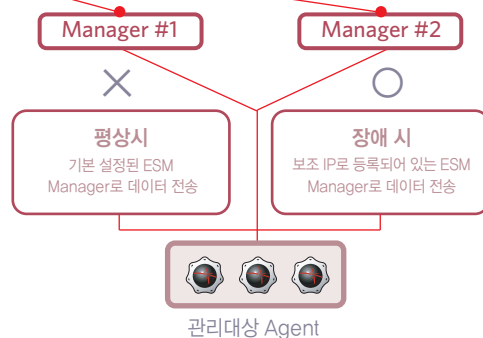 Manager #1
Manager #2
평상시
기본 설정된 ESM
Manager로 데이터 전송
장애 시
보조 IP로 등록되어 있는 ESM
Manager로 데이터 전송
관리대상 Agent